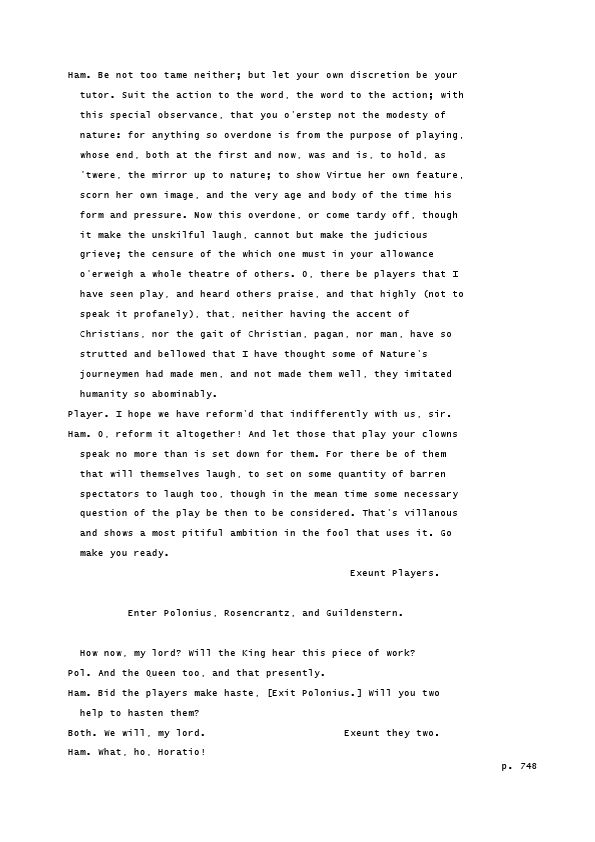 Ham. Be not too tame neither; but let your own discretion be your
tutor. Suit the action to the word, the word to the action; with
this special observance, that you o'erstep not the modesty of
nature: for anything so overdone is from the purpose of playing,
whose end, both at the first and now, was and is, to hold, as
'twere, the mirror up to nature; to show Virtue her own feature,
scorn her own image, and the very age and body of the time his
form and pressure. Now this overdone, or come tardy off, though
it make the unskilful laugh, cannot but make the judicious
grieve; the censure of the which one must in your allowance
o'erweigh a whole theatre of others. O, there be players that I
have seen play, and heard others praise, and that highly (not to
speak it profanely), that, neither having the accent of
Christians, nor the gait of Christian, pagan, nor man, have so
strutted and bellowed that I have thought some of Nature's
journeymen had made men, and not made them well, they imitated
humanity so abominably.
Player. I hope we have reform'd that indifferently with us, sir.
Ham. O, reform it altogether! And let those that play your clowns
speak no more than is set down for them. For there be of them
that will themselves laugh, to set on some quantity of barren
spectators to laugh too, though in the mean time some necessary
question of the play be then to be considered. That's villanous
and shows a most pitiful ambition in the fool that uses it. Go
make you ready.
Exeunt Players.
Enter Polonius, Rosencrantz, and Guildenstern.
How now, my lord? Will the King hear this piece of work?
Pol. And the Queen too, and that presently.
Ham. Bid the players make haste, [Exit Polonius.] Will you two
help to hasten them?
Both. We will, my lord. Exeunt they two.
Ham. What, ho, Horatio!
p. 748